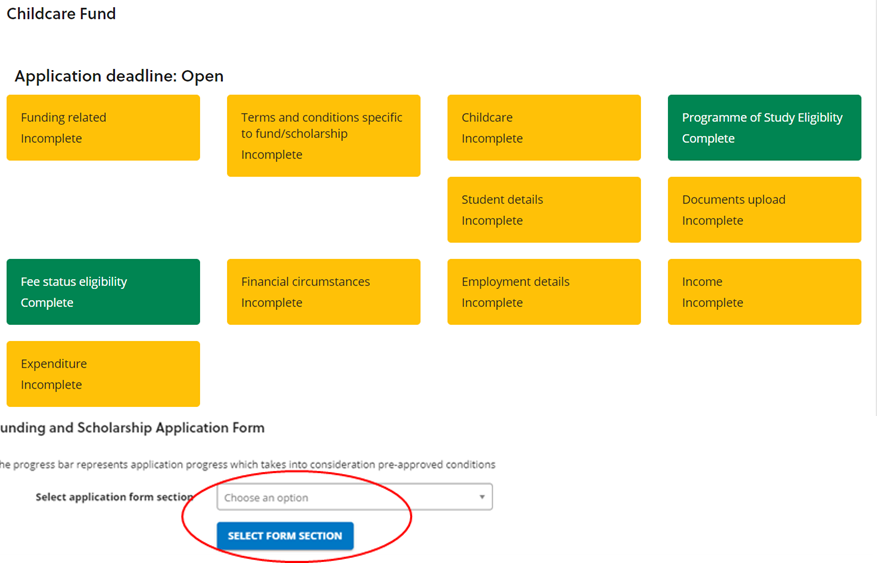 Childcare Fund
Application deadline: Open
Funding related
Incomplete
Terms and conditions specific
to fund/scholarship
Incomplete
Childcare
Incomplete
Programme of Study Eligiblity
Complete
Student details
Incomplete
Documents upload
Incomplete
Fee status eligibility
Complete
Financial circumstances
Incomplete
Employment details
Incomplete
Income
Incomplete
Expenditure
Incomplete
unding and Scholarship Application Form
he progress bar represents application progress which takes into consideration pre-approved conditions
Select application form section
Choose an option
SELECT FORM SECTION